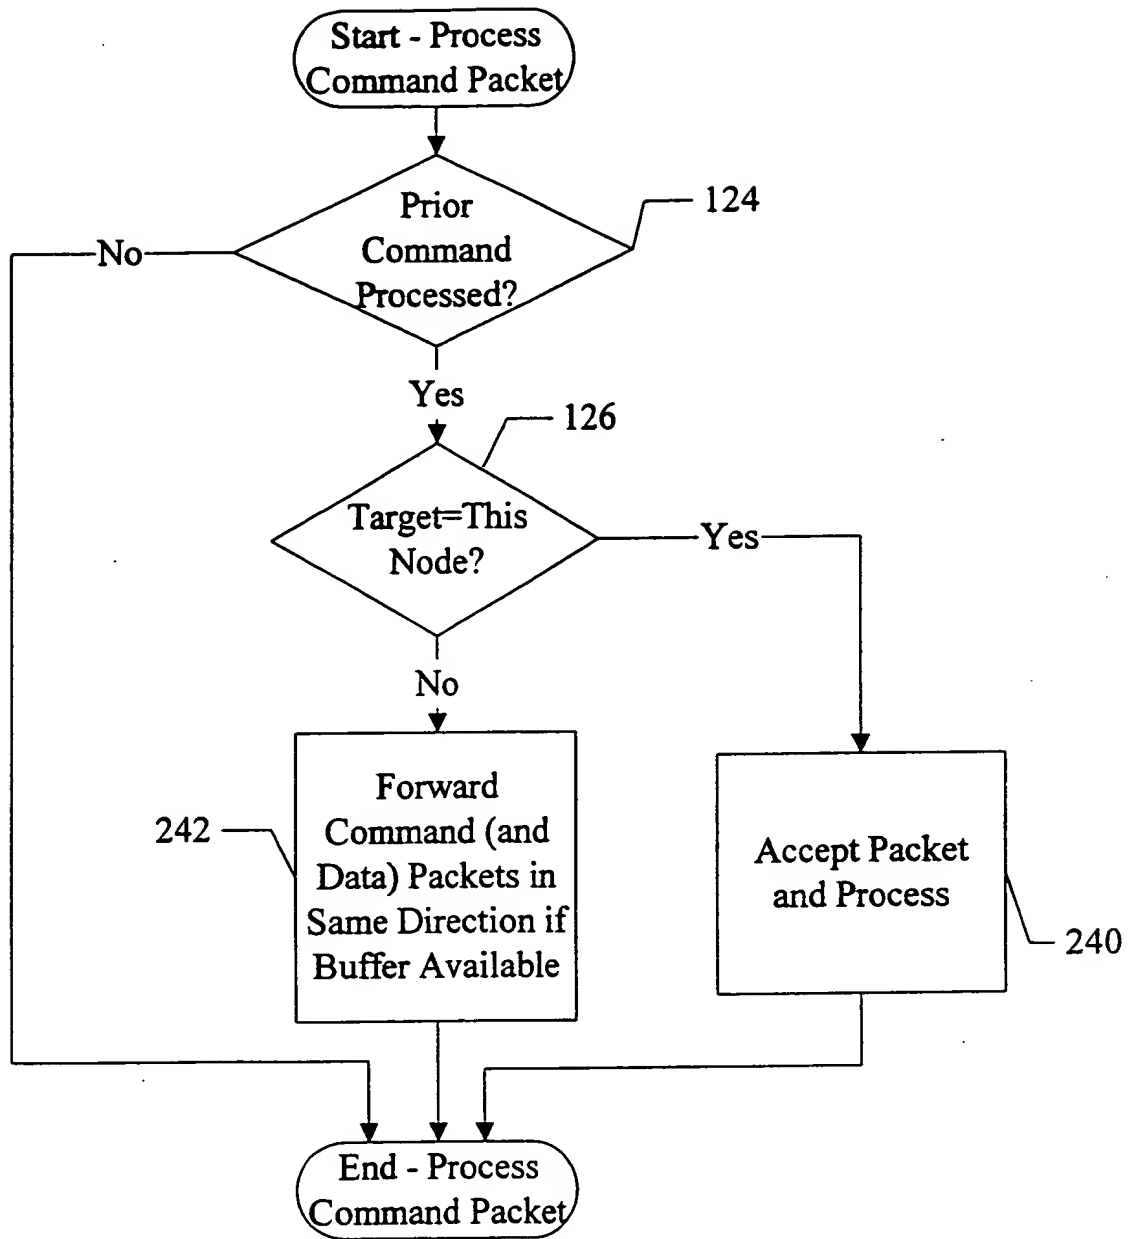 Start - Process
Command Packet
Prior
Command
Processed?
124
No
Yes
126
Target=This
Node?
Yes
No
Forward
Command (and
Data) Packets in
Same Direction if
Buffer Available
242
Accept Packet
and Process
240
End - Process
Command Packet